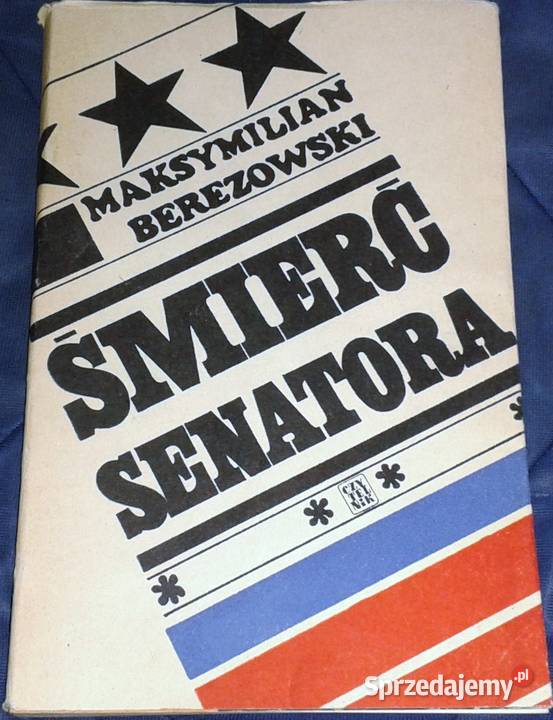 MAKSYMILIAN
BEREZOWSKI
ŚMIERĆ
SENATORA
CZY
TEL
NIK
Sprzedajemy.pl